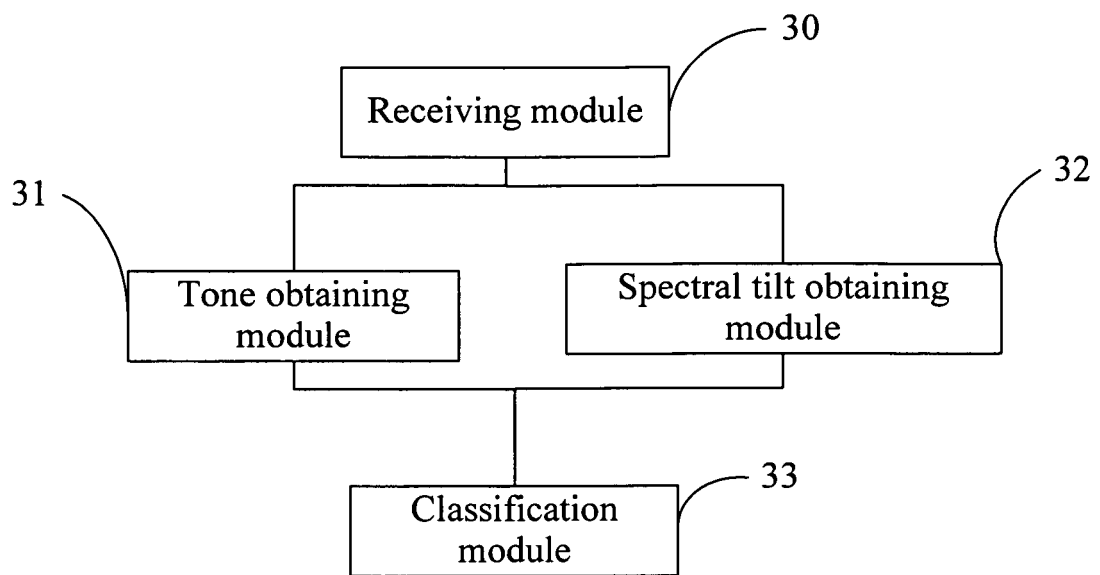 30
Receiving module
31
32
Tone obtaining
module
Spectral tilt obtaining
module
33
Classification
module